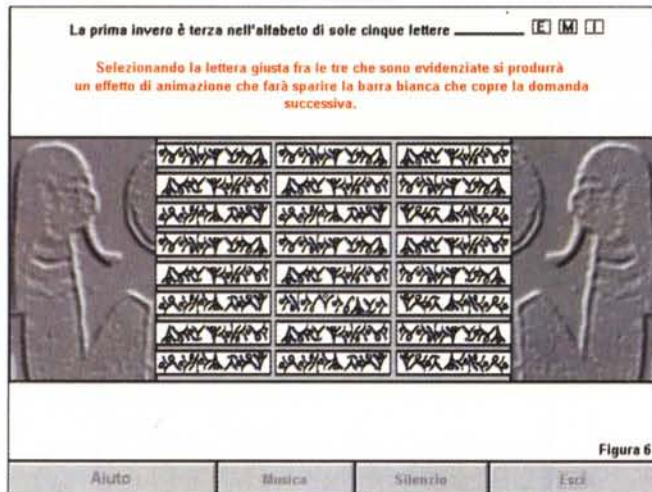 La prima invero è terza nell'alfabeto di sole cinque lettere E M I
Selezionando la lettera giusta fra le tre che sono evidenziate si produrrà
un effetto di animazione che farà sparire la barra bianca che copre la domanda
successiva.
Figura 6
Aiuto Musica Silenzio Esci